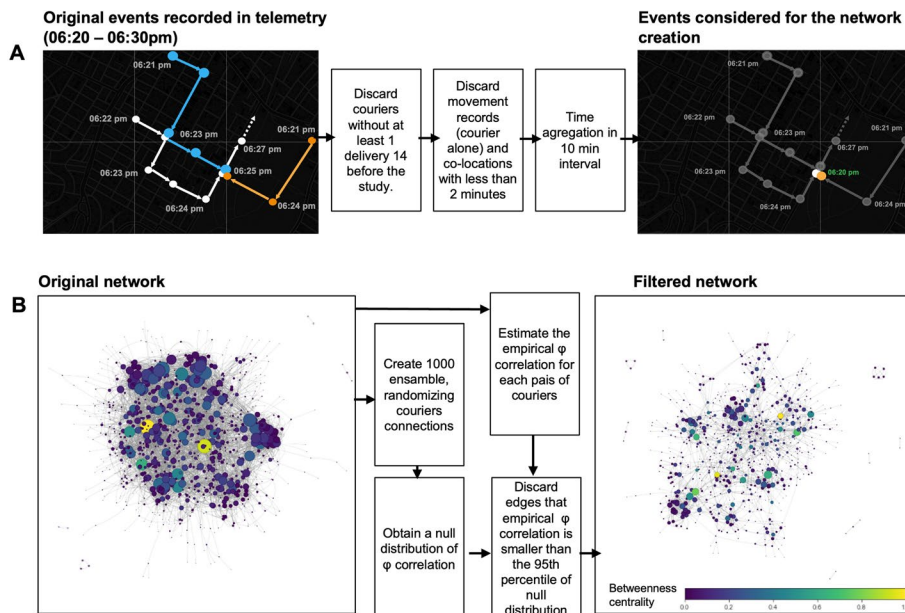 Original events recorded in telemetry
(06:20 – 06:30pm)
Events considered for the network
creation
A
06:21 pm
06:22 pm
06:23 pm
06:21 pm
06:27 pm
06:25 pm
06:23 pm
06:24 pm
06:24 pm
Discard
couriers
without at
least 1
delivery 14
before the
study.
Discard
movement
records
(courier
alone) and
co-locations
with less than
2 minutes
Time
agregation in
10 min
interval
06:21 pm
06:22 pm
06:23 pm
06:21 pm
06:27 pm
06:20 pm
06:23 pm
06:24 pm
06:24 pm
B
Original network
Filtered network
Create 1000
ensamble,
randomizing
couriers
connections
Estimate the
empirical φ
correlation for
each pais of
couriers
Obtain a null
distribution of
φ correlation
Discard
edges that
empirical φ
correlation is
smaller than
the 95th
percentile of
null
distribution
Betweenness
centrality
0.0
0.2
0.4
0.6
0.8